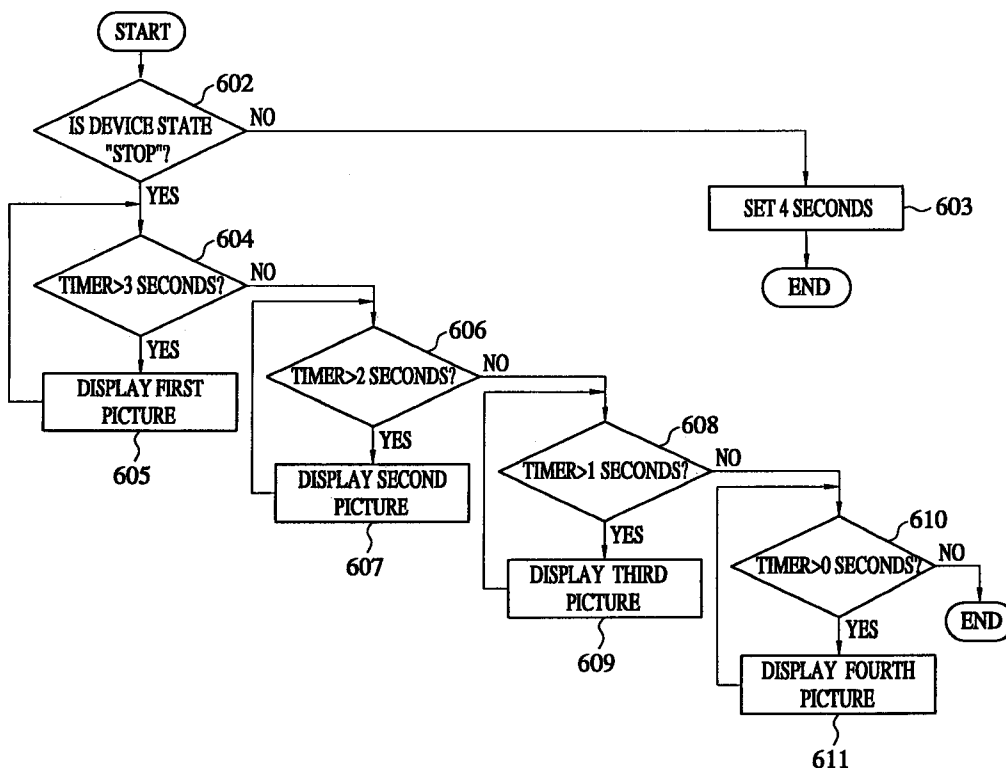 START
602
IS DEVICE STATE
"STOP"?
NO
YES
SET 4 SECONDS
603
END
604
TIMER>3 SECONDS?
NO
YES
DISPLAY FIRST
PICTURE
605
606
TIMER>2 SECONDS?
NO
YES
DISPLAY SECOND
PICTURE
607
608
TIMER>1 SECONDS?
NO
YES
DISPLAY THIRD
PICTURE
609
610
TIMER>0 SECONDS?
NO
END
YES
DISPLAY FOURTH
PICTURE
611